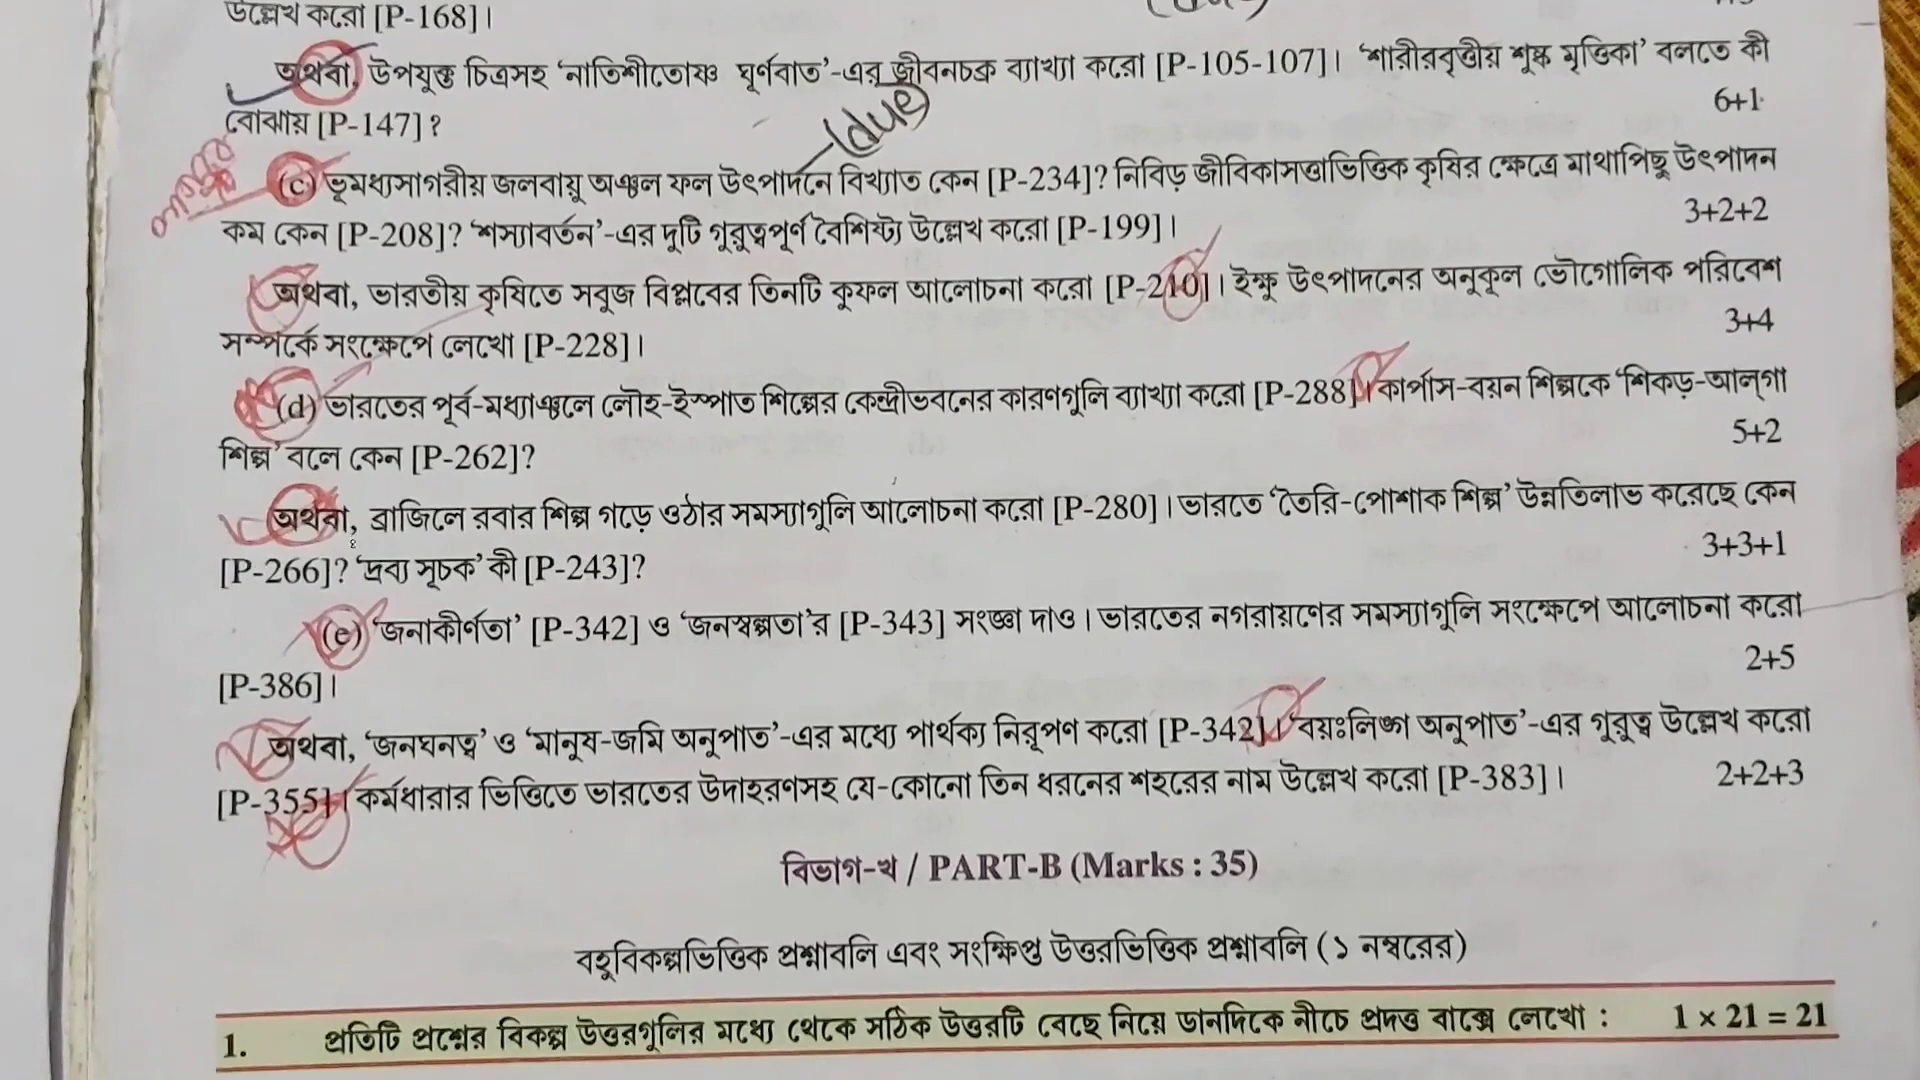 উল্লেখ করো [P-168]।
অথবা, উপযুক্ত চিত্রসহ ‘নাতিশীতোষ্ণ ঘূর্ণবাত’-এর জীবনচক্র ব্যাখ্যা করো [P-105-107]। ‘শারীরবৃত্তীয় শুষ্ক মৃত্তিকা’ বলতে কী
বোঝায় [P-147]? 6+1
(due)
(c) ভূমধ্যসাগরীয় জলবায়ু অঞ্চল ফল উৎপাদনে বিখ্যাত কেন [P-234]? নিবিড় জীবিকাসত্তাভিত্তিক কৃষির ক্ষেত্রে মাথাপিছু উৎপাদন
কম কেন [P-208]? ‘শস্যাবর্তন’-এর দুটি গুরুত্বপূর্ণ বৈশিষ্ট্য উল্লেখ করো [P-199]। 3+2+2
অথবা, ভারতীয় কৃষিতে সবুজ বিপ্লবের তিনটি কুফল আলোচনা করো [P-210]। ইক্ষু উৎপাদনের অনুকূল ভৌগোলিক পরিবেশ
সম্পর্কে সংক্ষেপে লেখো [P-228]। 3+4
(d) ভারতের পূর্ব-মধ্যাঞ্চলে লৌহ-ইস্পাত শিল্পের কেন্দ্রীভবনের কারণগুলি ব্যাখ্যা করো [P-288]। কার্পাস-বয়ন শিল্পকে ‘শিকড়-আল্‌গা
শিল্প’ বলে কেন [P-262]? 5+2
অথবা, ব্রাজিলে রবার শিল্প গড়ে ওঠার সমস্যাগুলি আলোচনা করো [P-280]। ভারতে ‘তৈরি-পোশাক শিল্প’ উন্নতিলাভ করেছে কেন
[P-266]? ‘দ্রব্য সূচক’ কী [P-243]? 3+3+1
(e) ‘জনাকীর্ণতা’ [P-342] ও ‘জনস্বল্পতা’র [P-343] সংজ্ঞা দাও। ভারতের নগরায়ণের সমস্যাগুলি সংক্ষেপে আলোচনা করো
[P-386]। 2+5
অথবা, ‘জনঘনত্ব’ ও ‘মানুষ-জমি অনুপাত’-এর মধ্যে পার্থক্য নিরূপণ করো [P-342]। ‘বয়ঃলিঙ্গ অনুপাত’-এর গুরুত্ব উল্লেখ করো
[P-355]। কর্মধারার ভিত্তিতে ভারতের উদাহরণসহ যে-কোনো তিন ধরনের শহরের নাম উল্লেখ করো [P-383]। 2+2+3
বিভাগ-খ / PART-B (Marks : 35)
বহুবিকল্পভিত্তিক প্রশ্নাবলি এবং সংক্ষিপ্ত উত্তরভিত্তিক প্রশ্নাবলি (১ নম্বরের)
1. প্রতিটি প্রশ্নের বিকল্প উত্তরগুলির মধ্যে থেকে সঠিক উত্তরটি বেছে নিয়ে ডানদিকে নীচে প্রদত্ত বাক্সে লেখো : 1 × 21 = 21